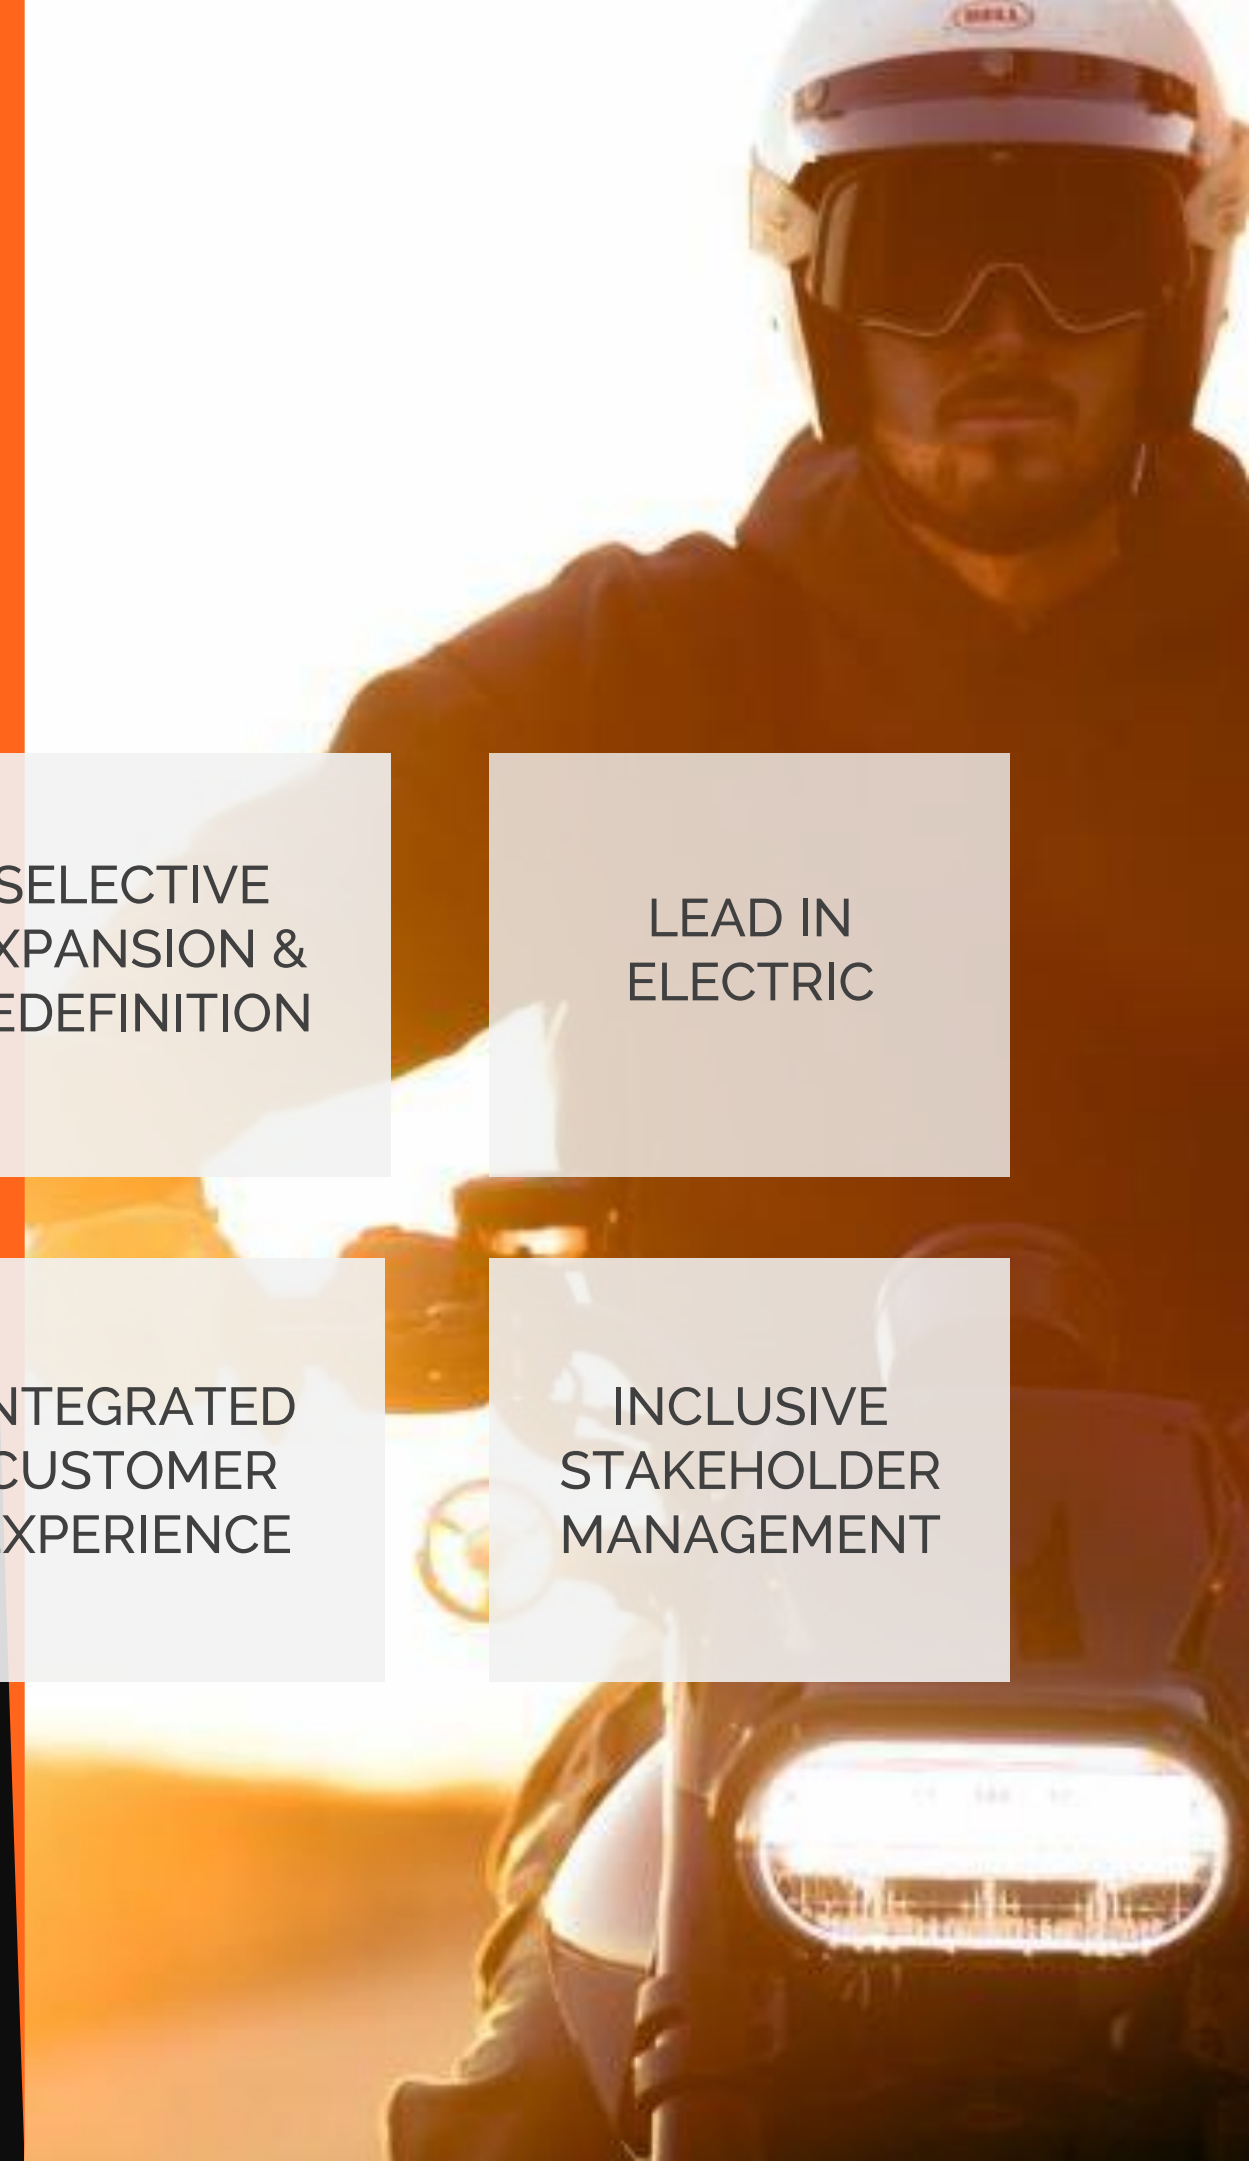 SELECTIVE
XPANSION &
EDEFINITION
LEAD IN
ELECTRIC
NTEGRATED
CUSTOMER
XPERIENCE
INCLUSIVE
STAKEHOLDER
MANAGEMENT